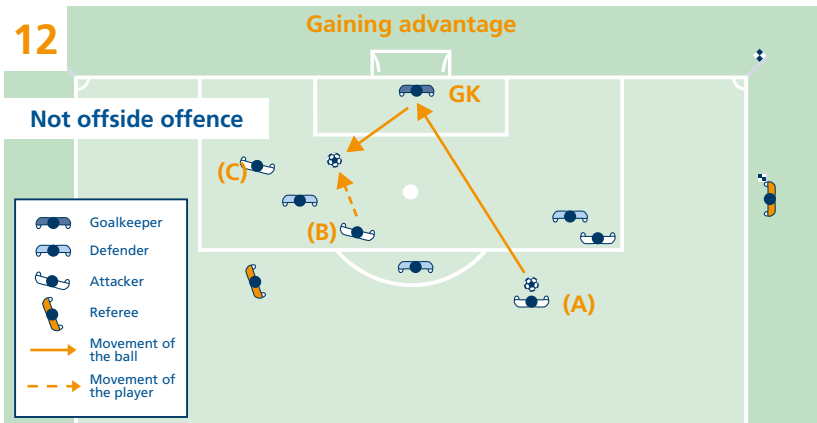 12
Gaining advantage
GK
Not offside offence
(C)
(B)
(A)
Goalkeeper
Defender
Attacker
Referee
Movement of
the ball
Movement of
the player